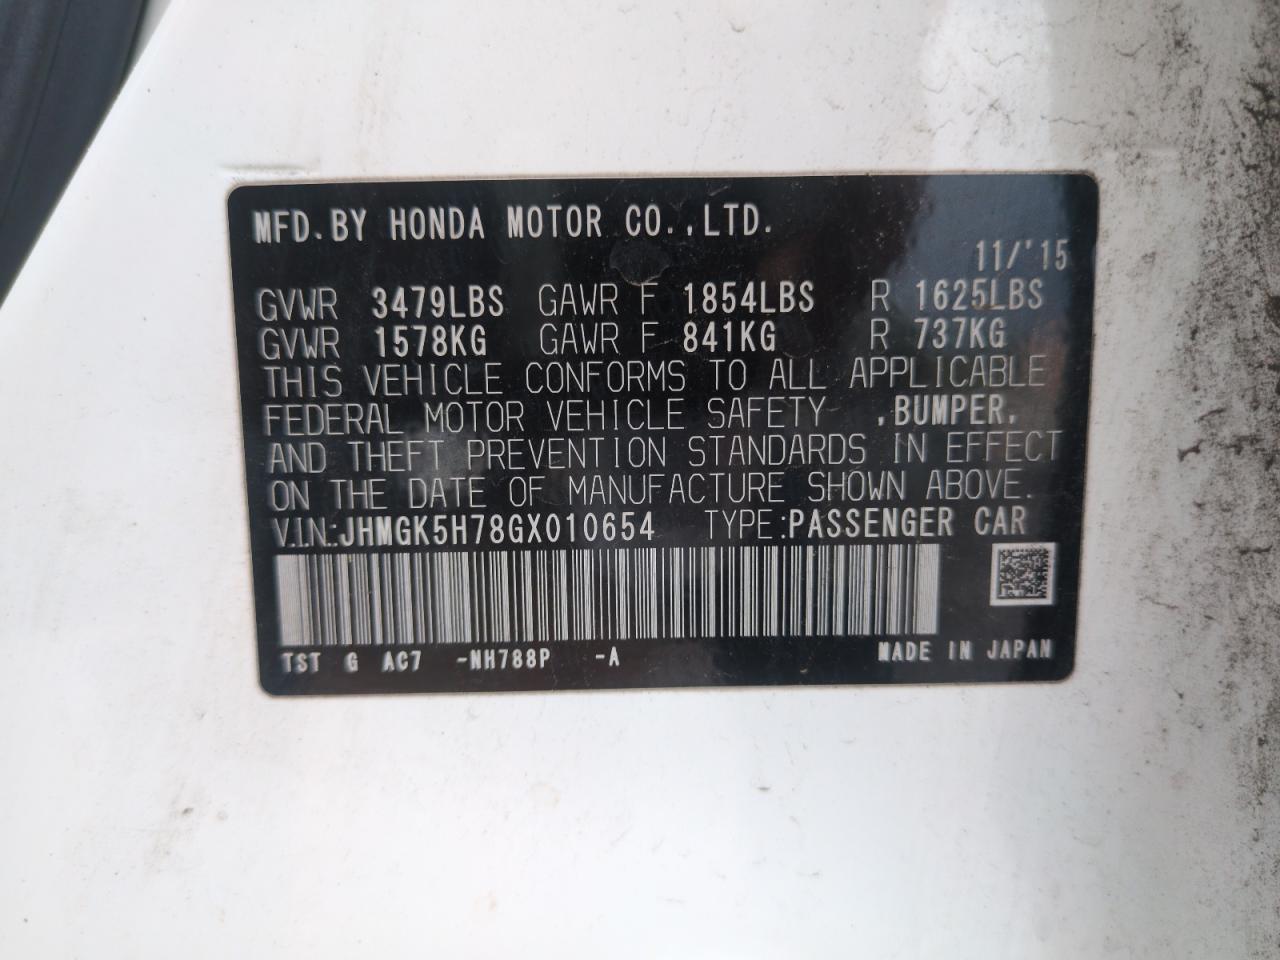 MFD. BY HONDA MOTOR CO.,LTD.
11/'15
GVWR 3479LBS GAWR F 1854LBS R 1625LBS
GVWR 1578KG GAWR F 841KG R 737KG
THIS VEHICLE CONFORMS TO ALL APPLICABLE
FEDERAL MOTOR VEHICLE SAFETY ,BUMPER,
AND THEFT PREVENTION STANDARDS IN EFFECT
ON THE DATE OF MANUFACTURE SHOWN ABOVE.
V.I.N.:JHMGK5H78GX010654 TYPE:PASSENGER CAR
TST G AC7 -NH788P -A MADE IN JAPAN